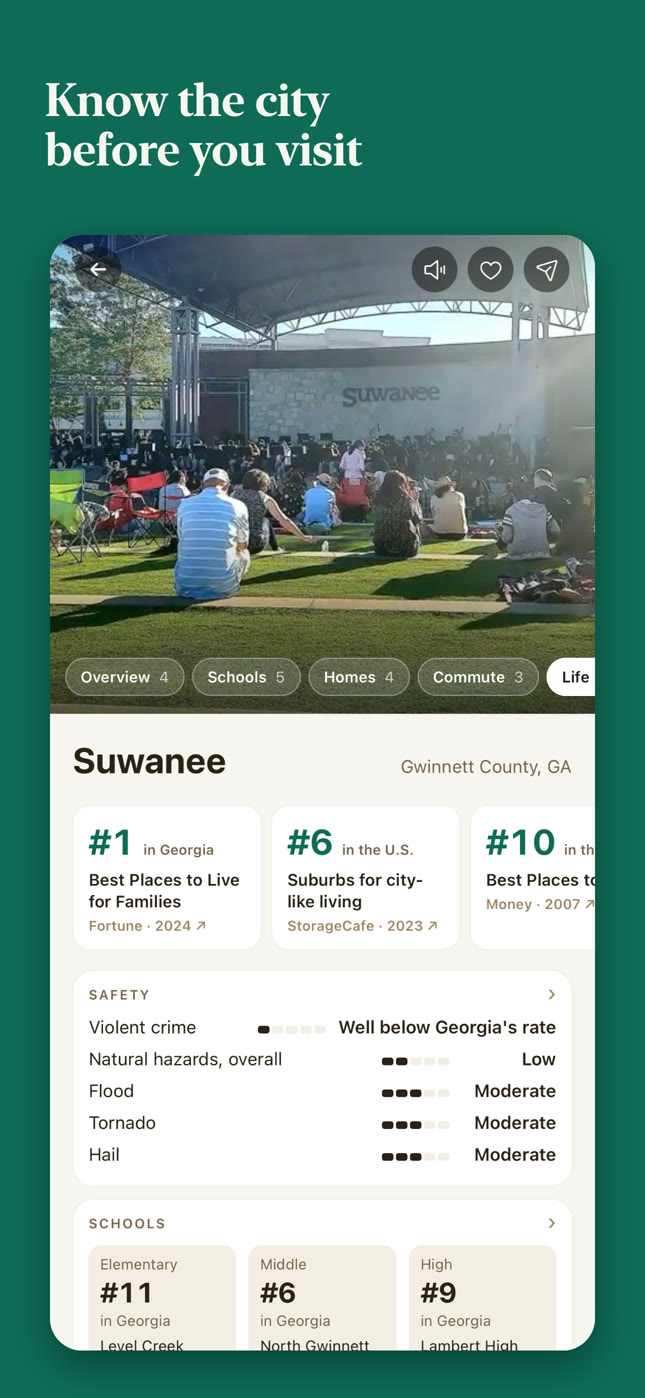 Know the city
before you visit
Suwanee
Overview 4
Schools 5
Homes 4
Commute 3
Life
Suwanee
Gwinnett County, GA
#1 in Georgia
Best Places to Live
for Families
Fortune · 2024 ↗
#6 in the U.S.
Suburbs for city-
like living
StorageCafe · 2023 ↗
#10 in th
Best Places to
Money · 2007 ↗
SAFETY
Violent crime
Well below Georgia's rate
Natural hazards, overall
Low
Flood
Moderate
Tornado
Moderate
Hail
Moderate
SCHOOLS
Elementary
#11
in Georgia
Level Creek
Middle
#6
in Georgia
North Gwinnett
High
#9
in Georgia
Lambert High